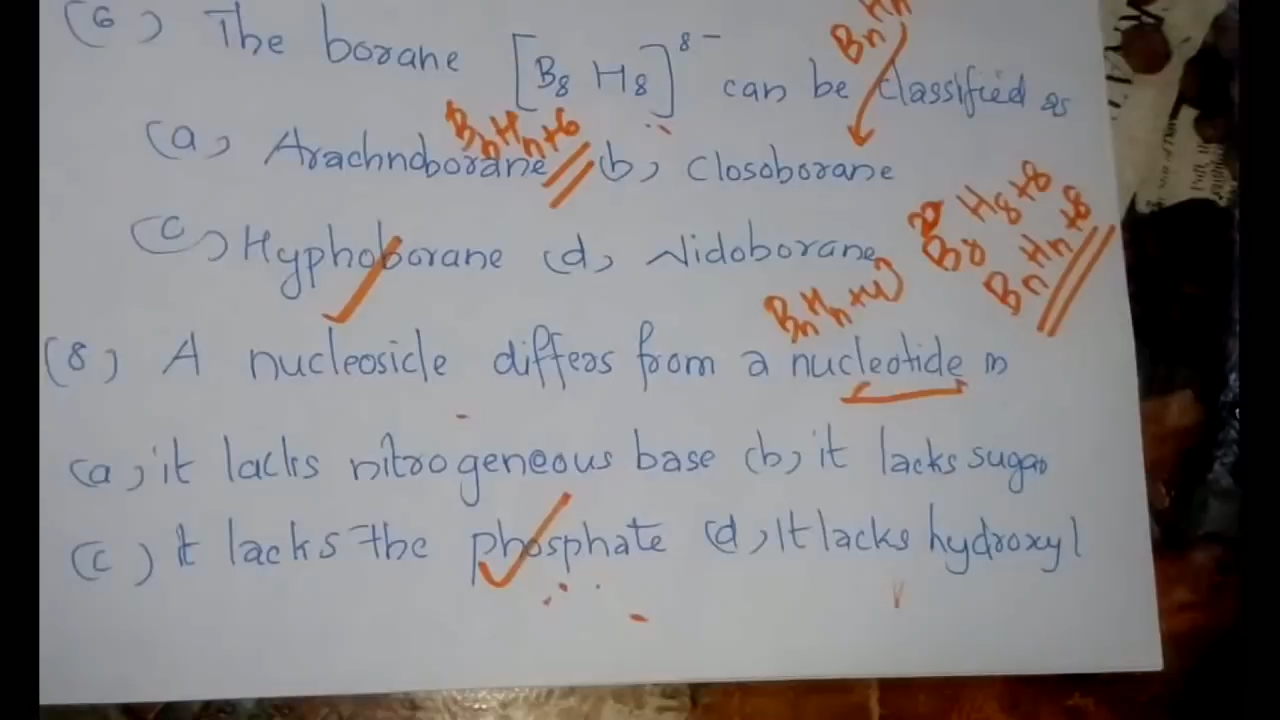 (6) The borane [B8 H8]8- can be classified as
BnHn
(a) Arachnoborane (b) Closoborane
BnHn+6
(c) Hyphoborane (d) Nidoborane
B8 H8+8
BnHn+8
BnHn+4
(8) A nucleoside differs from a nucleotide in
(a) it lacks nitrogeneous base (b) it lacks sugar
(c) it lacks the phosphate (d) It lacks hydroxyl